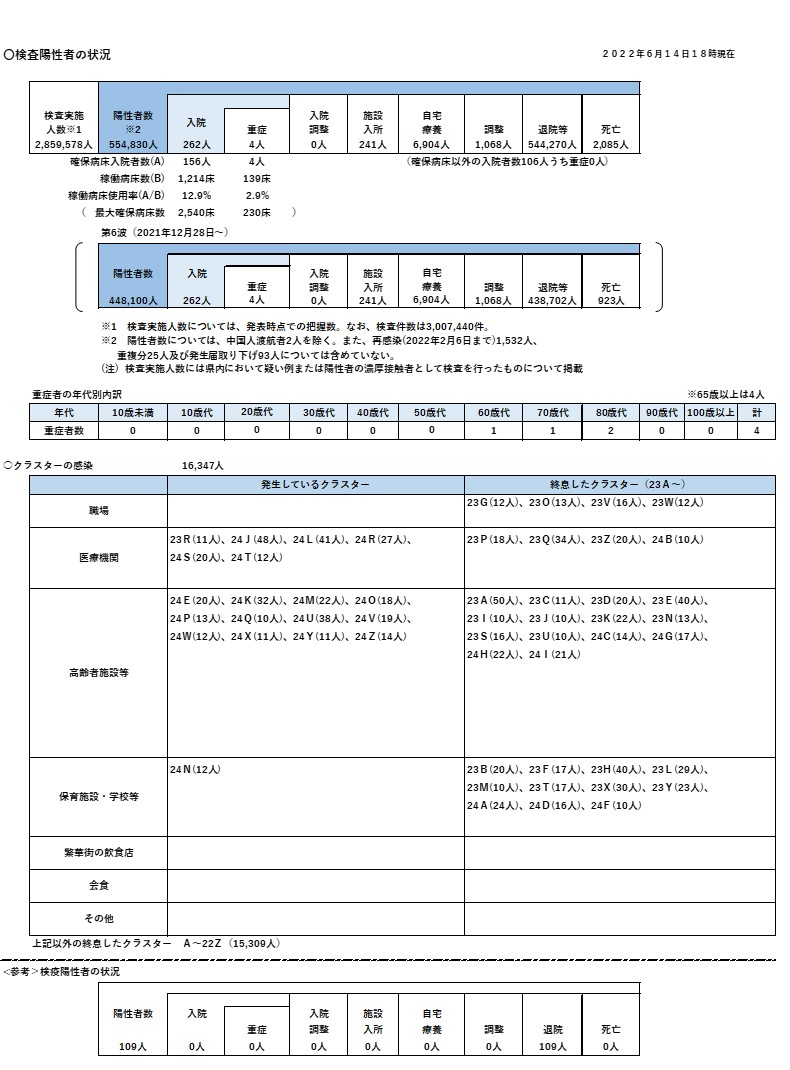 〇検査陽性者の状況
２０２２年６月１４日１８時現在
検査実施人数※1 陽性者数※2 入院 重症 入院調整 施設入所 自宅療養 調整 退院等 死亡
2,859,578人 554,830人 262人 4人 0人 241人 6,904人 1,068人 544,270人 2,085人
確保病床入院者数(A) 156人 4人 （確保病床以外の入院者数106人うち重症0人）
稼働病床数(B) 1,214床 139床
稼働病床使用率(A/B) 12.9% 2.9%
（ 最大確保病床数 2,540床 230床 ）
第6波（2021年12月28日～）
陽性者数 入院 重症 入院調整 施設入所 自宅療養 調整 退院等 死亡
448,100人 262人 4人 0人 241人 6,904人 1,068人 438,702人 923人
※1 検査実施人数については、発表時点での把握数。なお、検査件数は3,007,440件。
※2 陽性者数については、中国人渡航者2人を除く。また、再感染(2022年2月6日まで)1,532人、
重複分25人及び発生届取り下げ93人については含めていない。
(注) 検査実施人数には県内において疑い例または陽性者の濃厚接触者として検査を行ったものについて掲載
重症者の年代別内訳 ※65歳以上は4人
年代 10歳未満 10歳代 20歳代 30歳代 40歳代 50歳代 60歳代 70歳代 80歳代 90歳代 100歳以上 計
重症者数 0 0 0 0 0 0 1 1 2 0 0 4
〇クラスターの感染 16,347人
発生しているクラスター 終息したクラスター（23Ａ～）
職場
23Ｇ(12人)、23Ｏ(13人)、23Ｖ(16人)、23Ｗ(12人)
医療機関
23Ｒ(11人)、24Ｊ(48人)、24Ｌ(41人)、24Ｒ(27人)、
24Ｓ(20人)、24Ｔ(12人)
23Ｐ(18人)、23Ｑ(34人)、23Ｚ(20人)、24Ｂ(10人)
高齢者施設等
24Ｅ(20人)、24Ｋ(32人)、24Ｍ(22人)、24Ｏ(18人)、
24Ｐ(13人)、24Ｑ(10人)、24Ｕ(38人)、24Ｖ(19人)、
24Ｗ(12人)、24Ｘ(11人)、24Ｙ(11人)、24Ｚ(14人)
23Ａ(50人)、23Ｃ(11人)、23Ｄ(20人)、23Ｅ(40人)、
23Ｉ(10人)、23Ｊ(10人)、23Ｋ(22人)、23Ｎ(13人)、
23Ｓ(16人)、23Ｕ(10人)、24Ｃ(14人)、24Ｇ(17人)、
24Ｈ(22人)、24Ｉ(21人)
保育施設・学校等
24Ｎ(12人)
23Ｂ(20人)、23Ｆ(17人)、23Ｈ(40人)、23Ｌ(29人)、
23Ｍ(10人)、23Ｔ(17人)、23Ｘ(30人)、23Ｙ(23人)、
24Ａ(24人)、24Ｄ(16人)、24Ｆ(10人)
繁華街の飲食店
会食
その他
上記以外の終息したクラスター Ａ～22Ｚ（15,309人）
<参考＞検疫陽性者の状況
陽性者数 入院 重症 入院調整 施設入所 自宅療養 調整 退院 死亡
109人 0人 0人 0人 0人 0人 0人 109人 0人